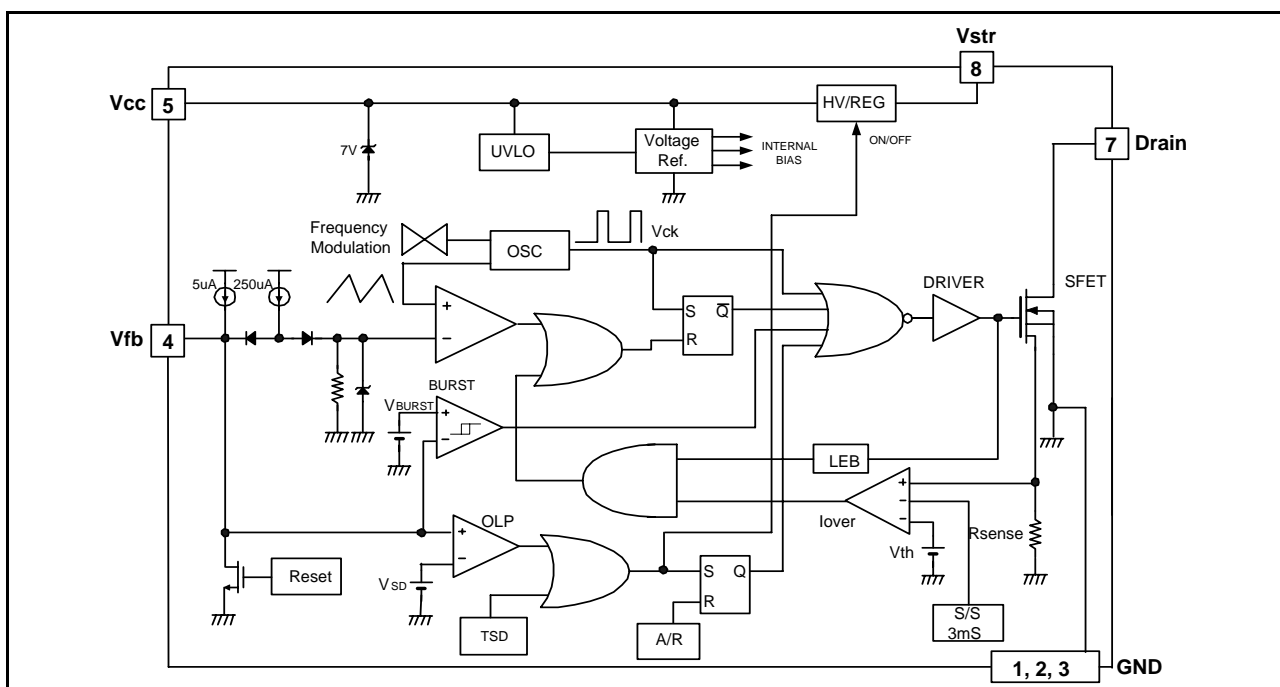 Vstr
8
Vcc 5
HV/REG
7V
UVLO
Voltage
Ref.
INTERNAL
BIAS
ON/OFF
7 Drain
Frequency
Modulation
OSC
Vck
5uA 250uA
DRIVER
SFET
+
S Q
R
Vfb 4
−
BURST
VBURST
+
−
LEB
+
−
−
Iover
Rsense
Vth
OLP
+
−
VSD
Reset
S Q
R
TSD
A/R
S/S
3mS
1, 2, 3 GND